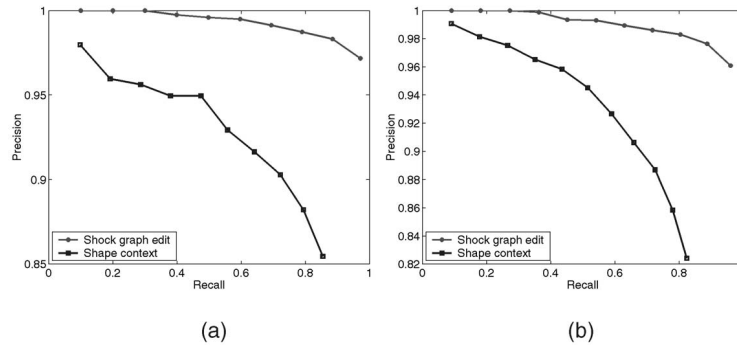 1
0.95
0.9
0.85
Precision
Shock graph edit
Shape context
0
0.2
0.4
0.6
0.8
1
Recall
(a)
1
0.98
0.96
0.94
0.92
0.9
0.88
0.86
0.84
0.82
Precision
Shock graph edit
Shape context
0
0.2
0.4
0.6
0.8
Recall
(b)